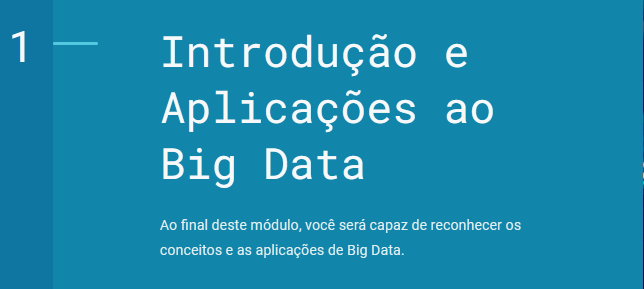 1
Introdução e
Aplicações ao
Big Data
Ao final deste módulo, você será capaz de reconhecer os
conceitos e as aplicações de Big Data.